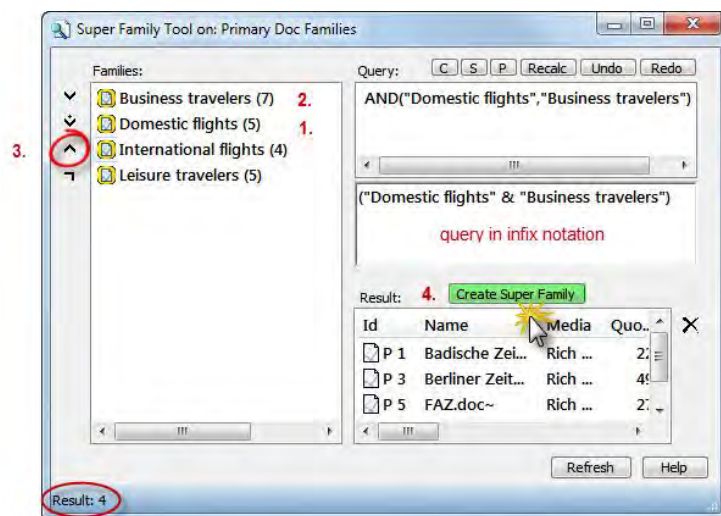 Super Family Tool on: Primary Doc Families
Families:
Business travelers (7) 2.
Domestic flights (5) 1.
3. International flights (4)
Leisure travelers (5)
Query: C S P Recalc Undo Redo
AND("Domestic flights","Business travelers")
("Domestic flights" & "Business travelers")
query in infix notation
Result: 4. Create Super Family
Id Name Media Quo..
P 1 Badische Zei... Rich ...
P 3 Berliner Zeit... Rich ...
P 5 FAZ.doc~ Rich ...
Refresh Help
Result: 4